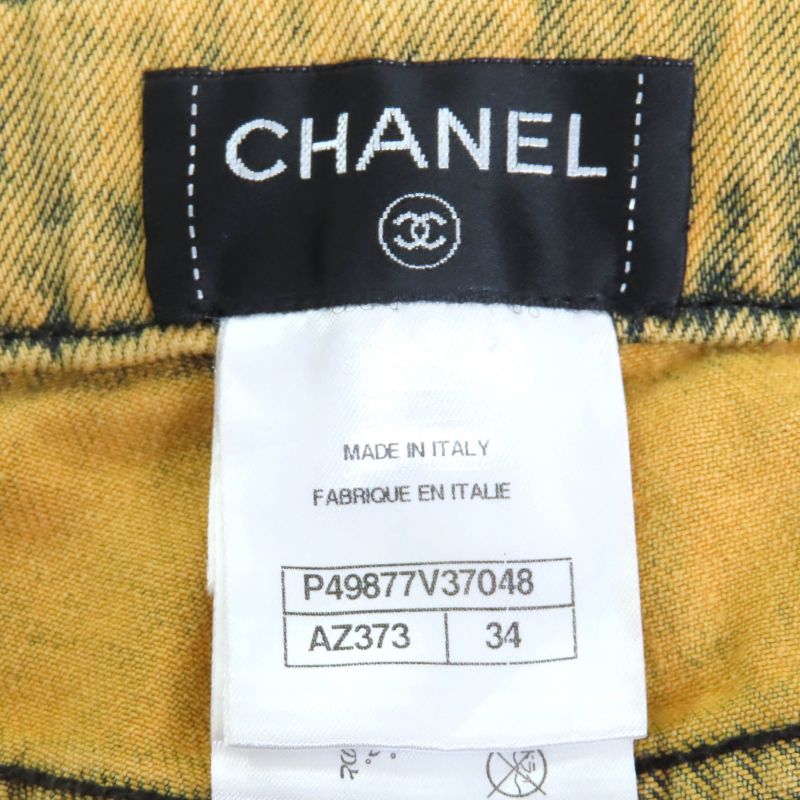 CHANEL
MADE IN ITALY
FABRIQUE EN ITALIE
P49877V37048
AZ373 34